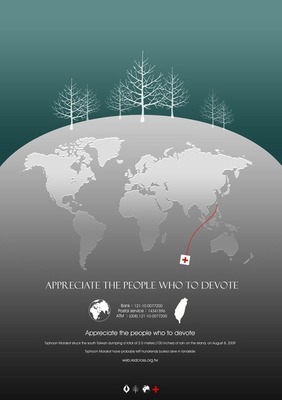 APPRECIATE THE PEOPLE WHO TO DEVOTE
Bank : 121-10-0077200
Postal service : 14361996
ATM : (006) 121-10-0077200
Appreciate the people who to devote
Typhoon Morakot struck the south Taiwan dumping a total of 2.5 meters (100 inches) of rain on the island, on August 8, 2009
Typhoon Morakot have probably left hundrends buried alive in landslide
web.redcross.org.tw